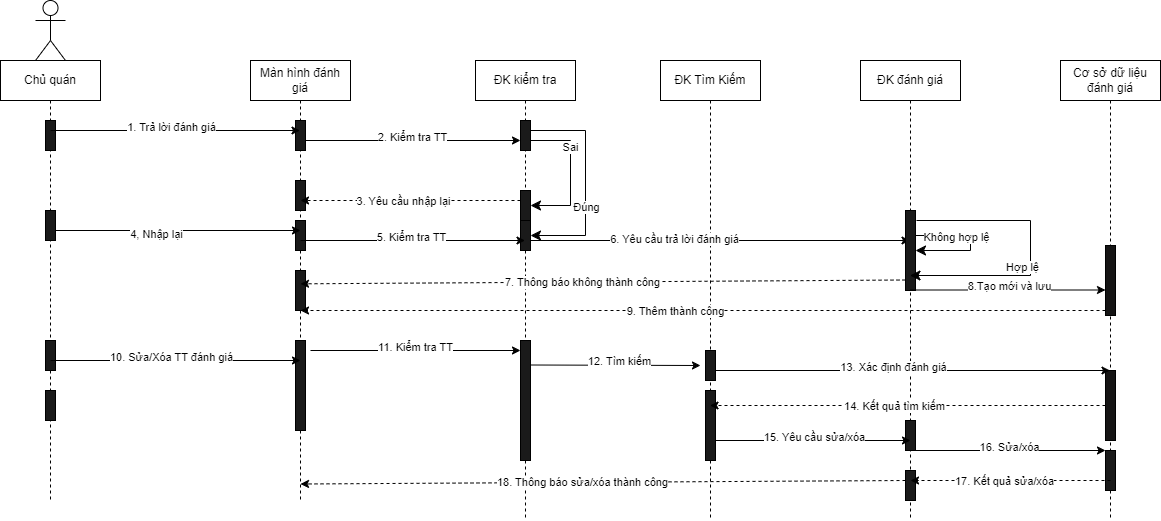 Chủ quán
Màn hình đánh
giá
ĐK kiểm tra
ĐK Tìm Kiếm
ĐK đánh giá
Cơ sở dữ liệu
đánh giá
1. Trả lời đánh giá
2. Kiểm tra TT
Sai
3. Yêu cầu nhập lại
Đúng
4, Nhập lại
5. Kiểm tra TT
6. Yêu cầu trả lời đánh giá
Không hợp lệ
Hợp lệ
7. Thông báo không thành công
8.Tạo mới và lưu
9. Thêm thành công
10. Sửa/Xóa TT đánh giá
11. Kiểm tra TT
12. Tìm kiếm
13. Xác định đánh giá
14. Kết quả tìm kiếm
15. Yêu cầu sửa/xóa
16. Sửa/xóa
17. Kết quả sửa/xóa
18. Thông báo sửa/xóa thành công